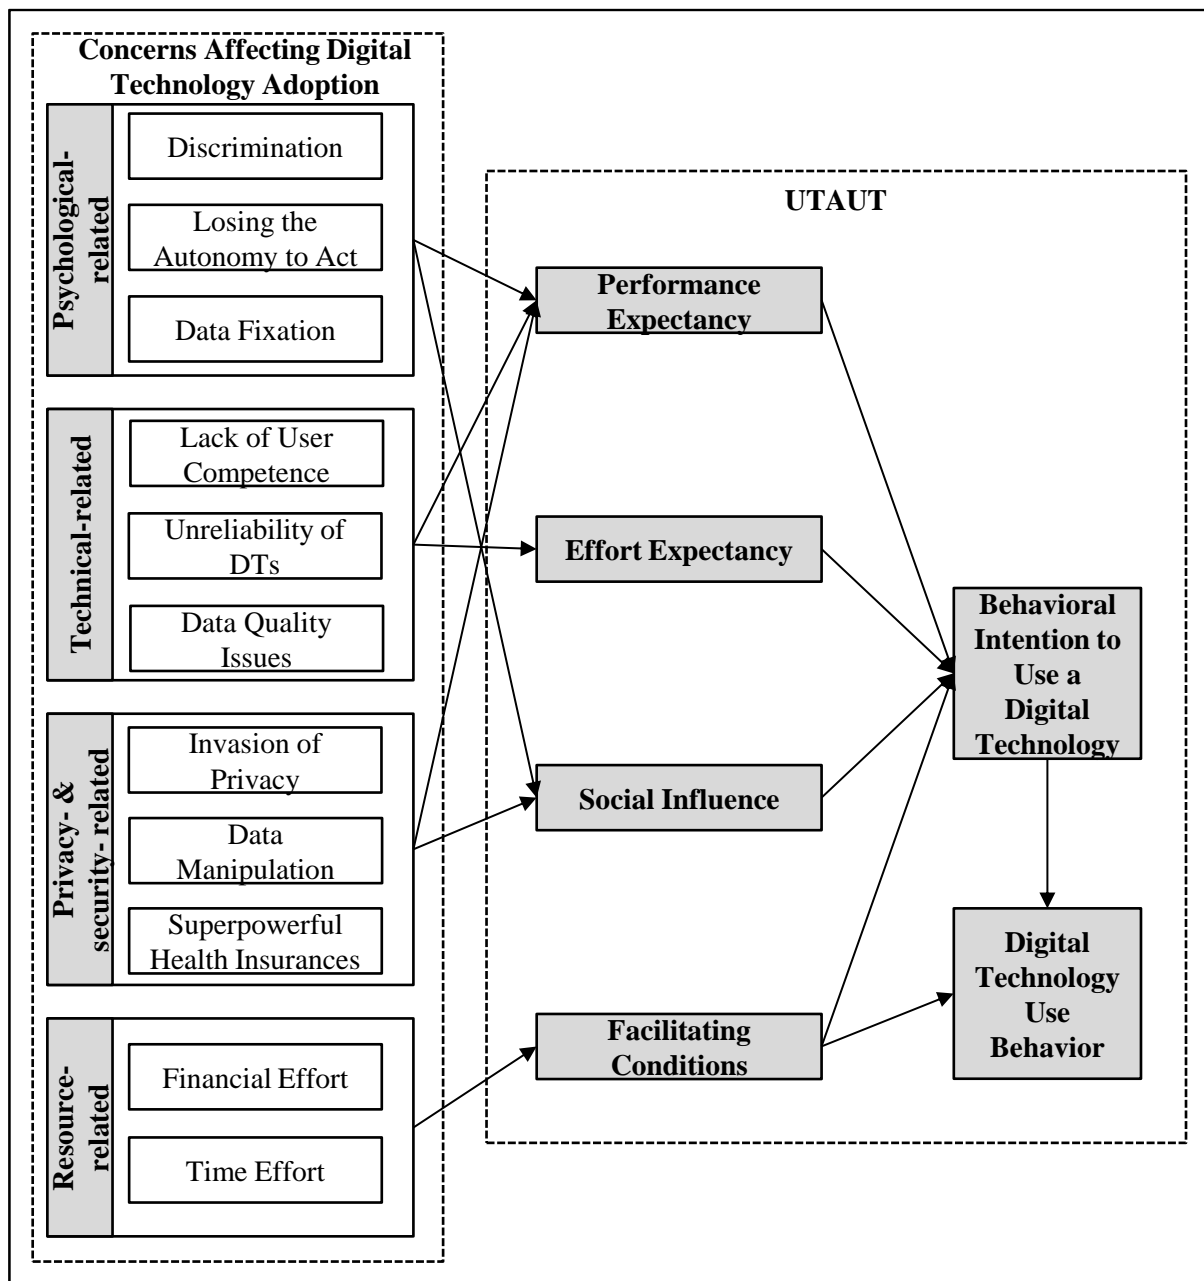 Concerns Affecting Digital
Technology Adoption
Psychological-
related
Discrimination
Losing the
Autonomy to Act
Data Fixation
Technical-related
Lack of User
Competence
Unreliability of
DTs
Data Quality
Issues
Privacy- &
security- related
Invasion of
Privacy
Data
Manipulation
Superpowerful
Health Insurances
Resource-
related
Financial Effort
Time Effort
UTAUT
Performance
Expectancy
Effort Expectancy
Social Influence
Facilitating
Conditions
Behavioral
Intention to
Use a
Digital
Technology
Digital
Technology
Use
Behavior